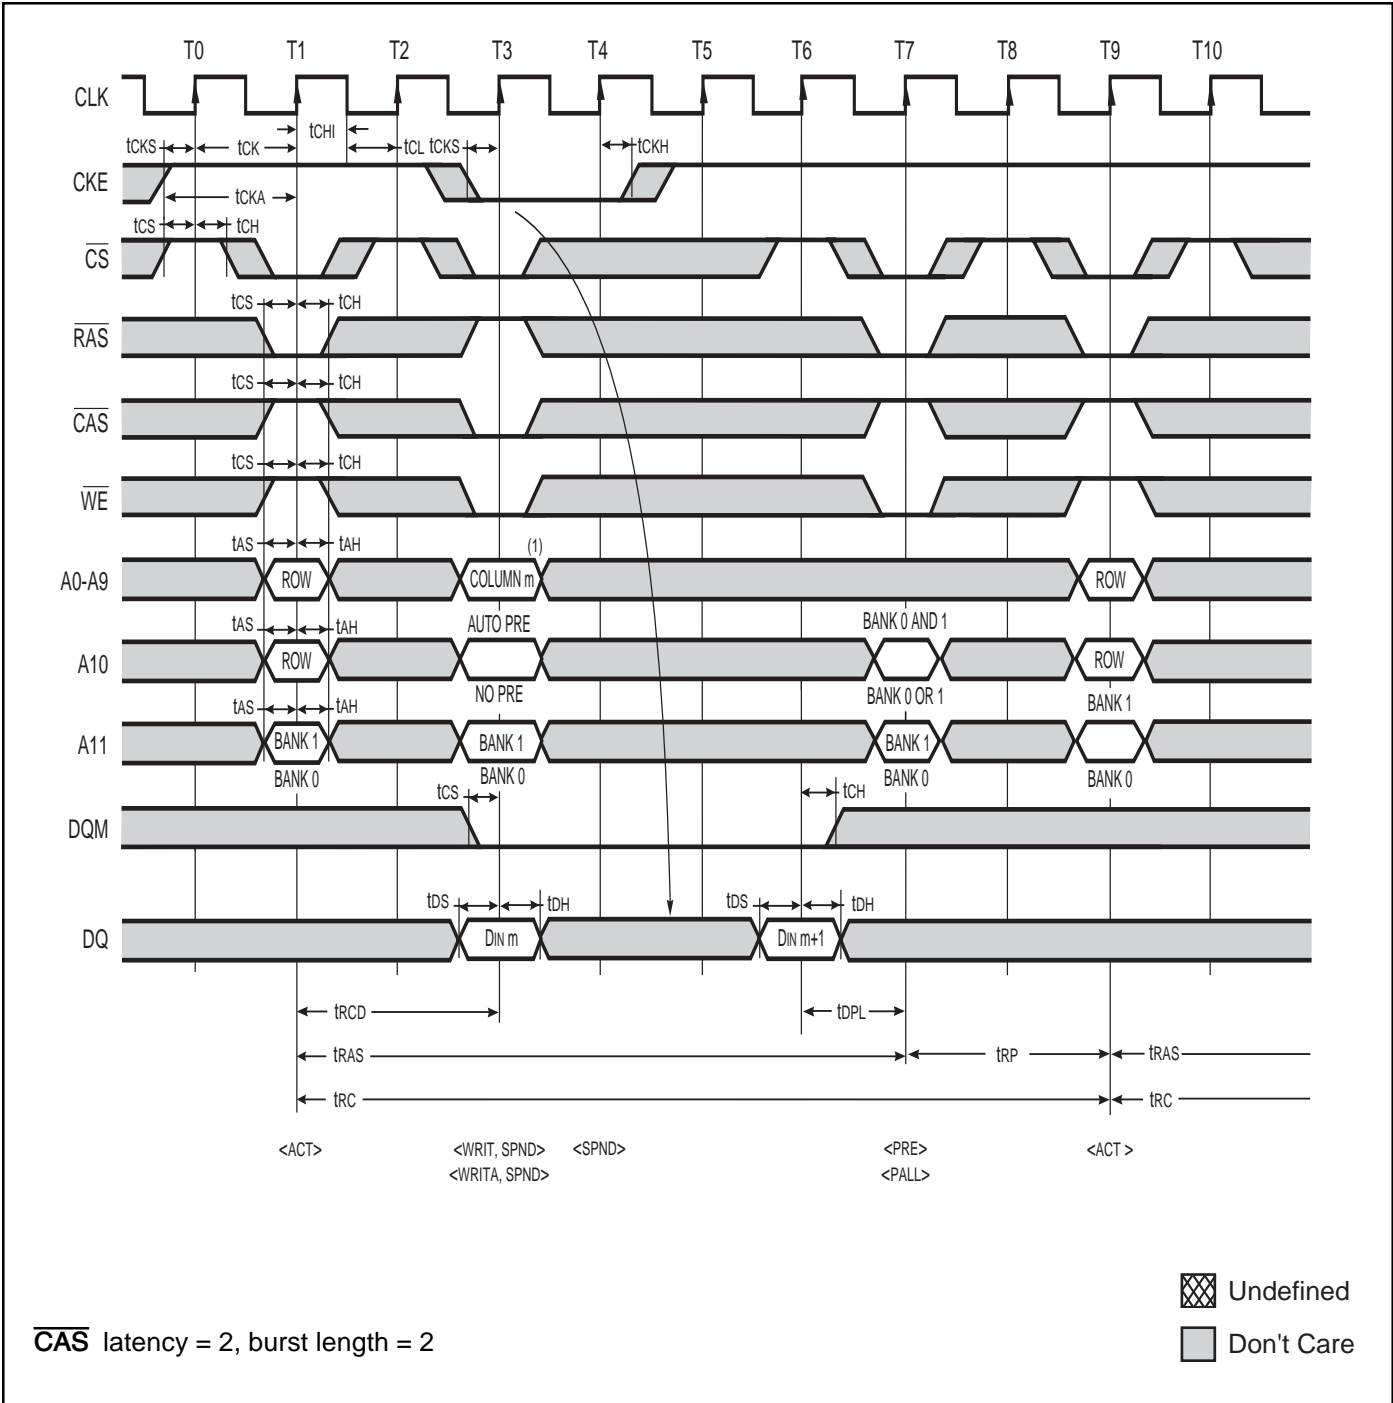 T0 T1 T2 T3 T4 T5 T6 T7 T8 T9 T10
CLK
tCHI
tCKS tCK tCL tCKS tCKH
CKE
tCKA
tCS tCH
CS
tCS tCH
RAS
tCS tCH
CAS
tCS tCH
WE
tAS tAH (1)
A0-A9 ROW COLUMN m ROW
tAS tAH AUTO PRE BANK 0 AND 1
A10 ROW ROW
NO PRE BANK 0 OR 1 BANK 1
tAS tAH
A11 BANK 1 BANK 1 BANK 1
BANK 0 BANK 0 BANK 0 BANK 0
tCS tCH
DQM
tDS tDH tDS tDH
DQ DIN m DIN m+1
tRCD tDPL
tRAS tRP tRAS
tRC tRC
<ACT> <WRIT, SPND> <SPND> <PRE> <ACT >
<WRITA, SPND> <PALL>
Undefined
CAS latency = 2, burst length = 2
Don't Care